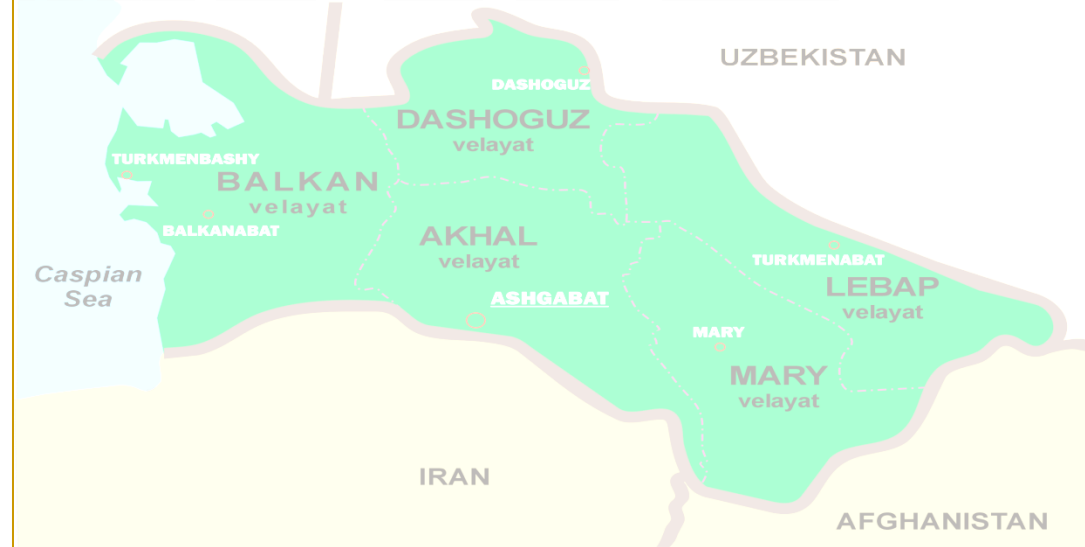 UZBEKISTAN
DASHOGUZ
DASHOGUZ
velayat
TURKMENBASHY
BALKAN
velayat
BALKANABAT
AKHAL
velayat
TURKMENABAT
Caspian
Sea
LEBAP
velayat
ASHGABAT
MARY
MARY
velayat
IRAN
AFGHANISTAN